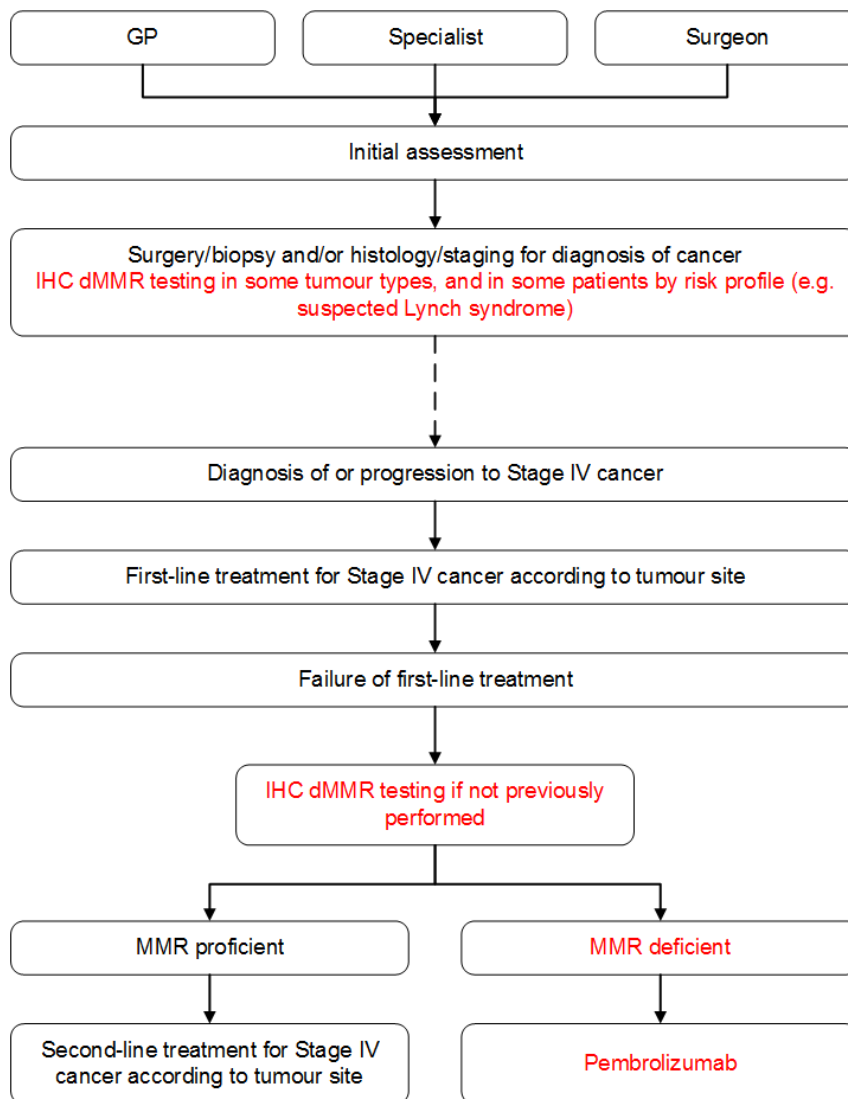 GP
Specialist
Surgeon
Initial assessment
Surgery/biopsy and/or histology/staging for diagnosis of cancer
IHC dMMR testing in some tumour types, and in some patients by risk profile (e.g.
suspected Lynch syndrome)
Diagnosis of or progression to Stage IV cancer
First-line treatment for Stage IV cancer according to tumour site
Failure of first-line treatment
IHC dMMR testing if not previously
performed
MMR proficient
MMR deficient
Second-line treatment for Stage IV
cancer according to tumour site
Pembrolizumab